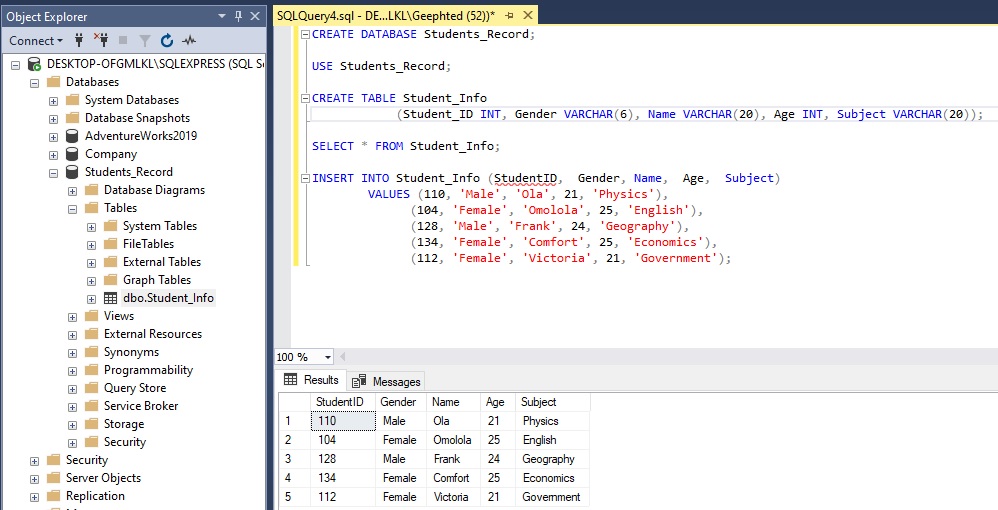 Object Explorer
Connect
DESKTOP-OFGMLKL\SQLEXPRESS (SQL Se
Databases
System Databases
Database Snapshots
AdventureWorks2019
Company
Students_Record
Database Diagrams
Tables
System Tables
FileTables
External Tables
Graph Tables
dbo.Student_Info
Views
External Resources
Synonyms
Programmability
Query Store
Service Broker
Storage
Security
Security
Server Objects
Replication
SQLQuery4.sql - DE...LKL\Geephted (52))*
CREATE DATABASE Students_Record;
USE Students_Record;
CREATE TABLE Student_Info
(Student_ID INT, Gender VARCHAR(6), Name VARCHAR(20), Age INT, Subject VARCHAR(20));
SELECT * FROM Student_Info;
INSERT INTO Student_Info (StudentID, Gender, Name, Age, Subject)
VALUES (110, 'Male', 'Ola', 21, 'Physics'),
(104, 'Female', 'Omolola', 25, 'English'),
(128, 'Male', 'Frank', 24, 'Geography'),
(134, 'Female', 'Comfort', 25, 'Economics'),
(112, 'Female', 'Victoria', 21, 'Government');
100 %
Results Messages
StudentID Gender Name Age Subject
1 110 Male Ola 21 Physics
2 104 Female Omolola 25 English
3 128 Male Frank 24 Geography
4 134 Female Comfort 25 Economics
5 112 Female Victoria 21 Government